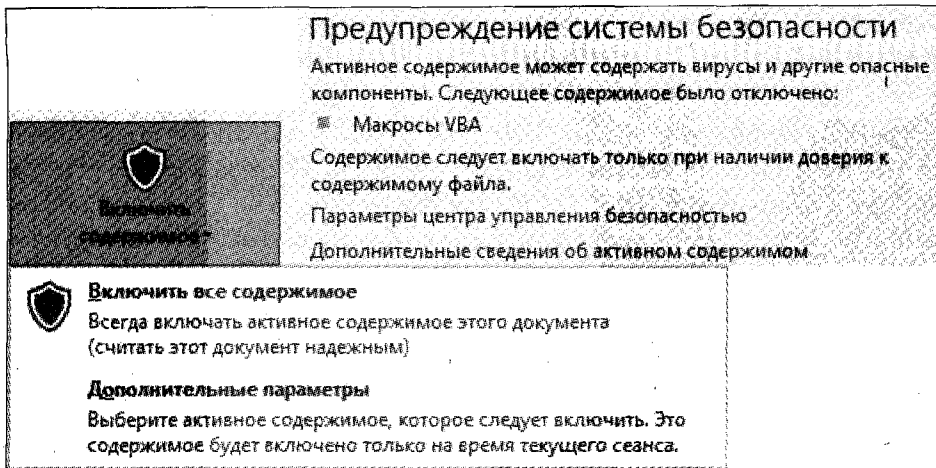 Предупреждение системы безопасности
Активное содержимое может содержать вирусы и другие опасные
компоненты. Следующее содержимое было отключено:
Макросы VBA
Содержимое следует включать только при наличии доверия к
содержимому файла.
Параметры центра управления безопасностью
Дополнительные сведения об активном содержимом
Включить
содержимое
Включить все содержимое
Всегда включать активное содержимое этого документа
(считать этот документ надежным)
Дополнительные параметры
Выберите активное содержимое, которое следует включить. Это
содержимое будет включено только на время текущего сеанса.